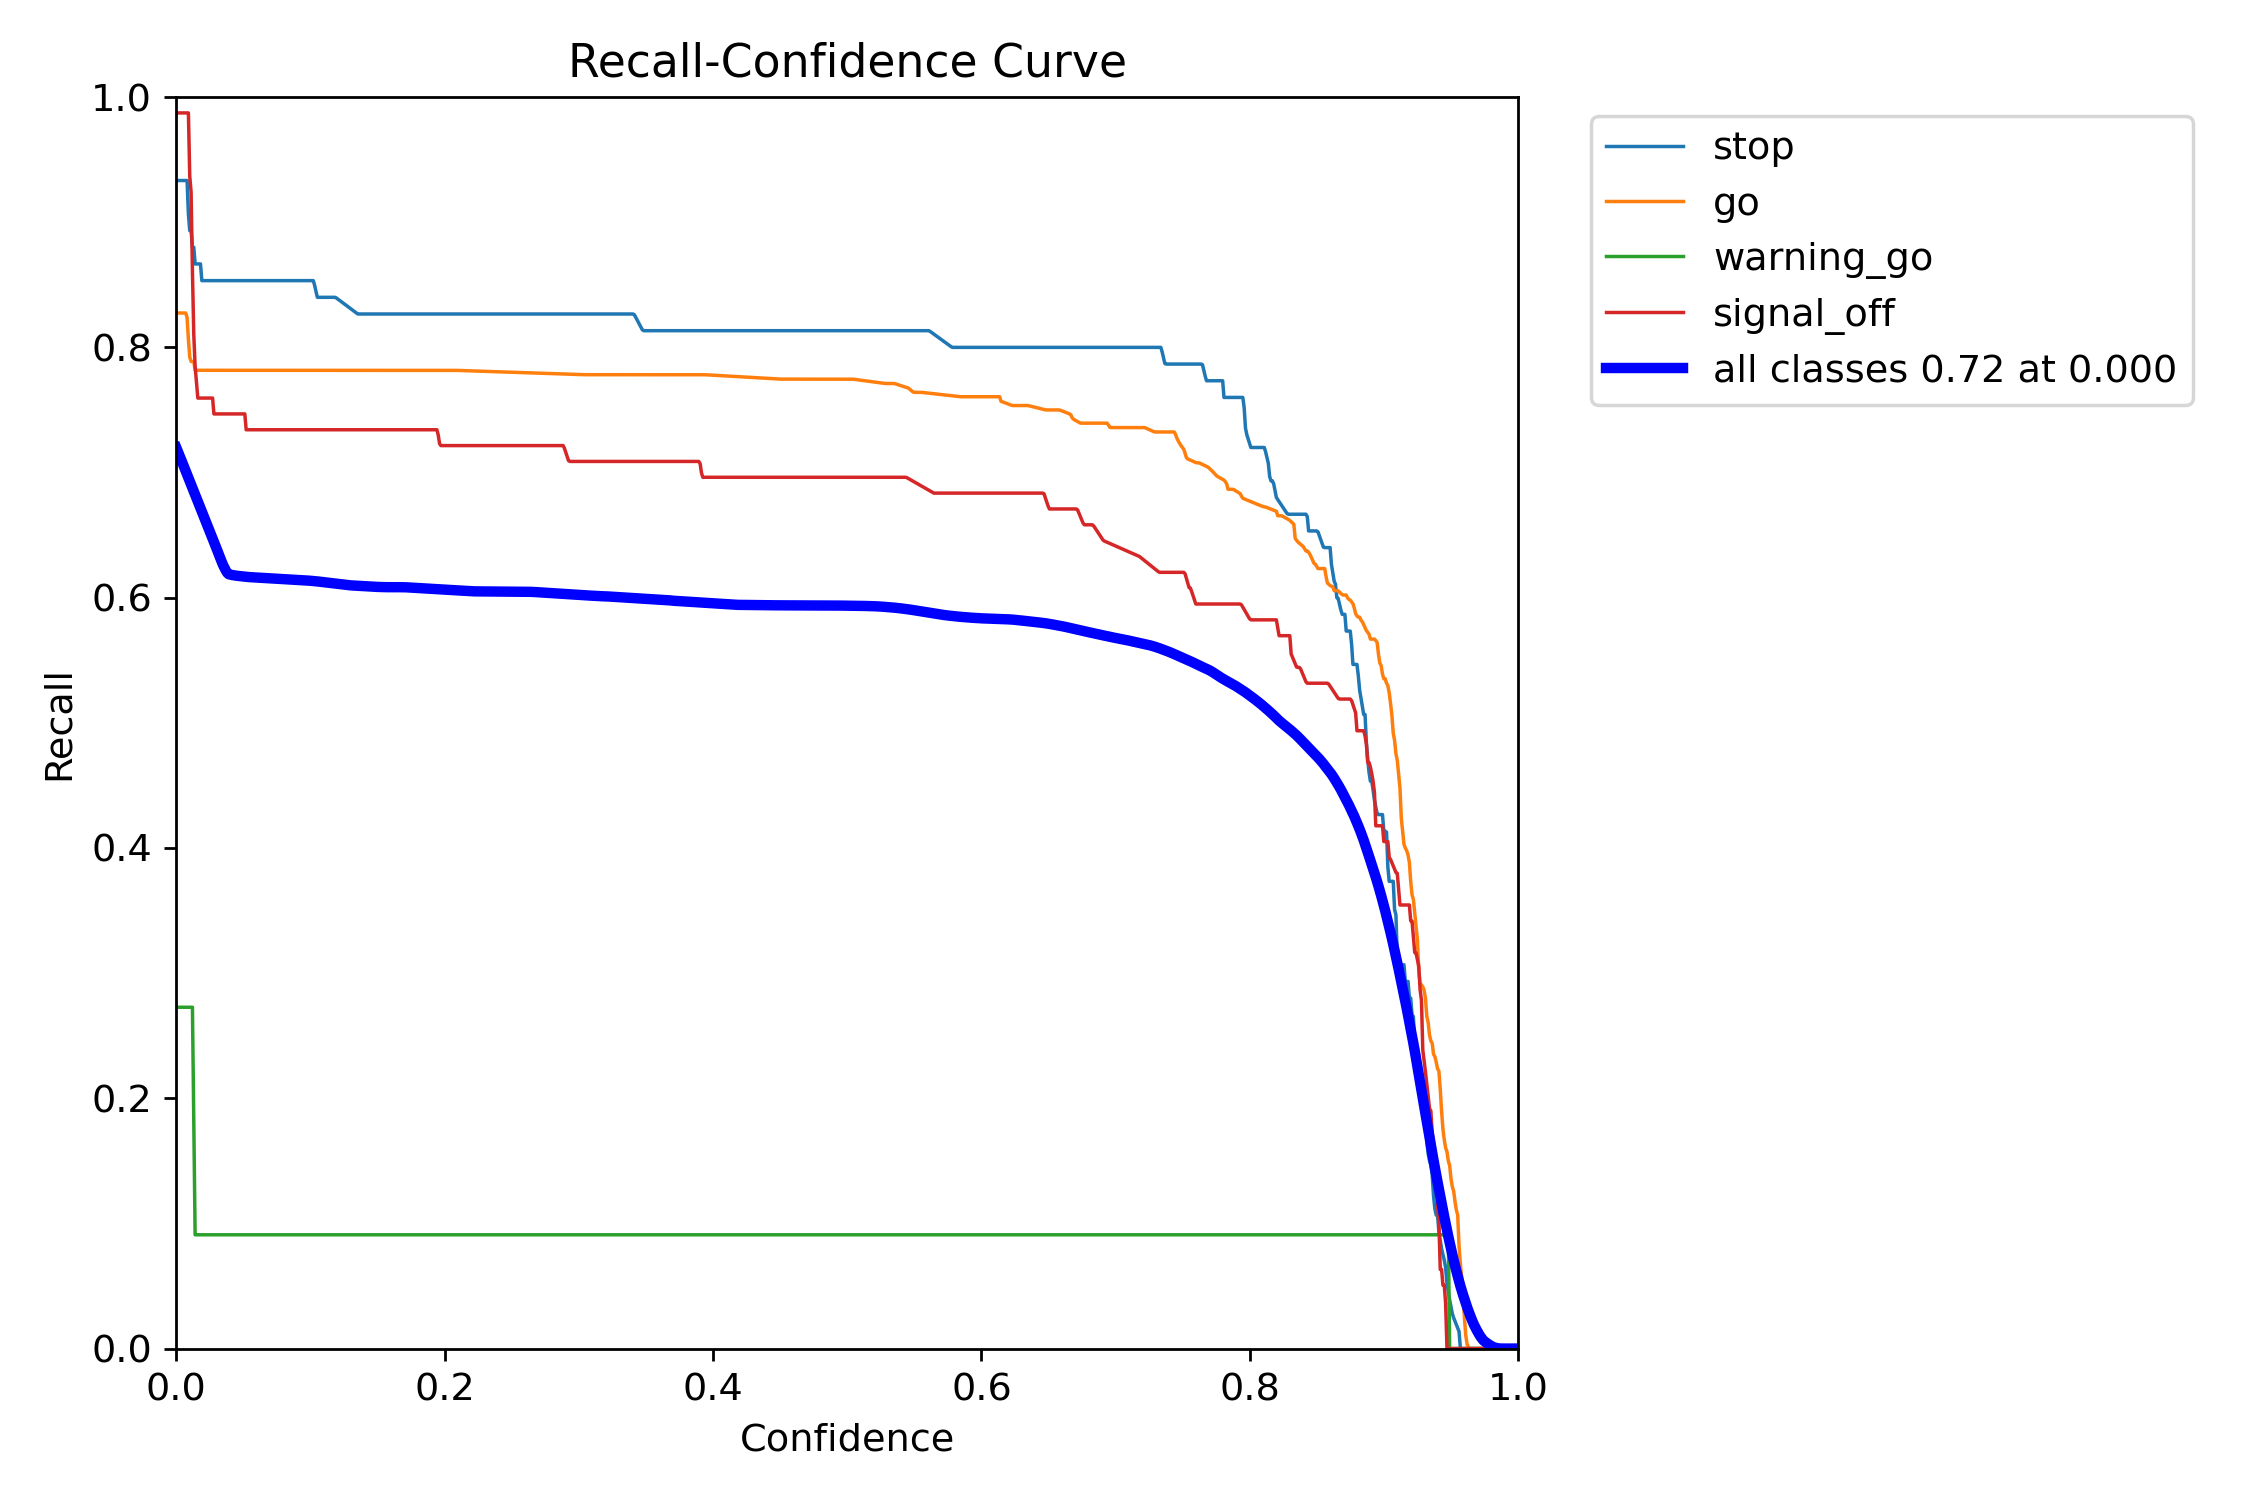 Recall-Confidence Curve
1.0
0.8
0.6
0.4
0.2
0.0
Recall
0.0 0.2 0.4 0.6 0.8 1.0
Confidence
stop
go
warning_go
signal_off
all classes 0.72 at 0.000